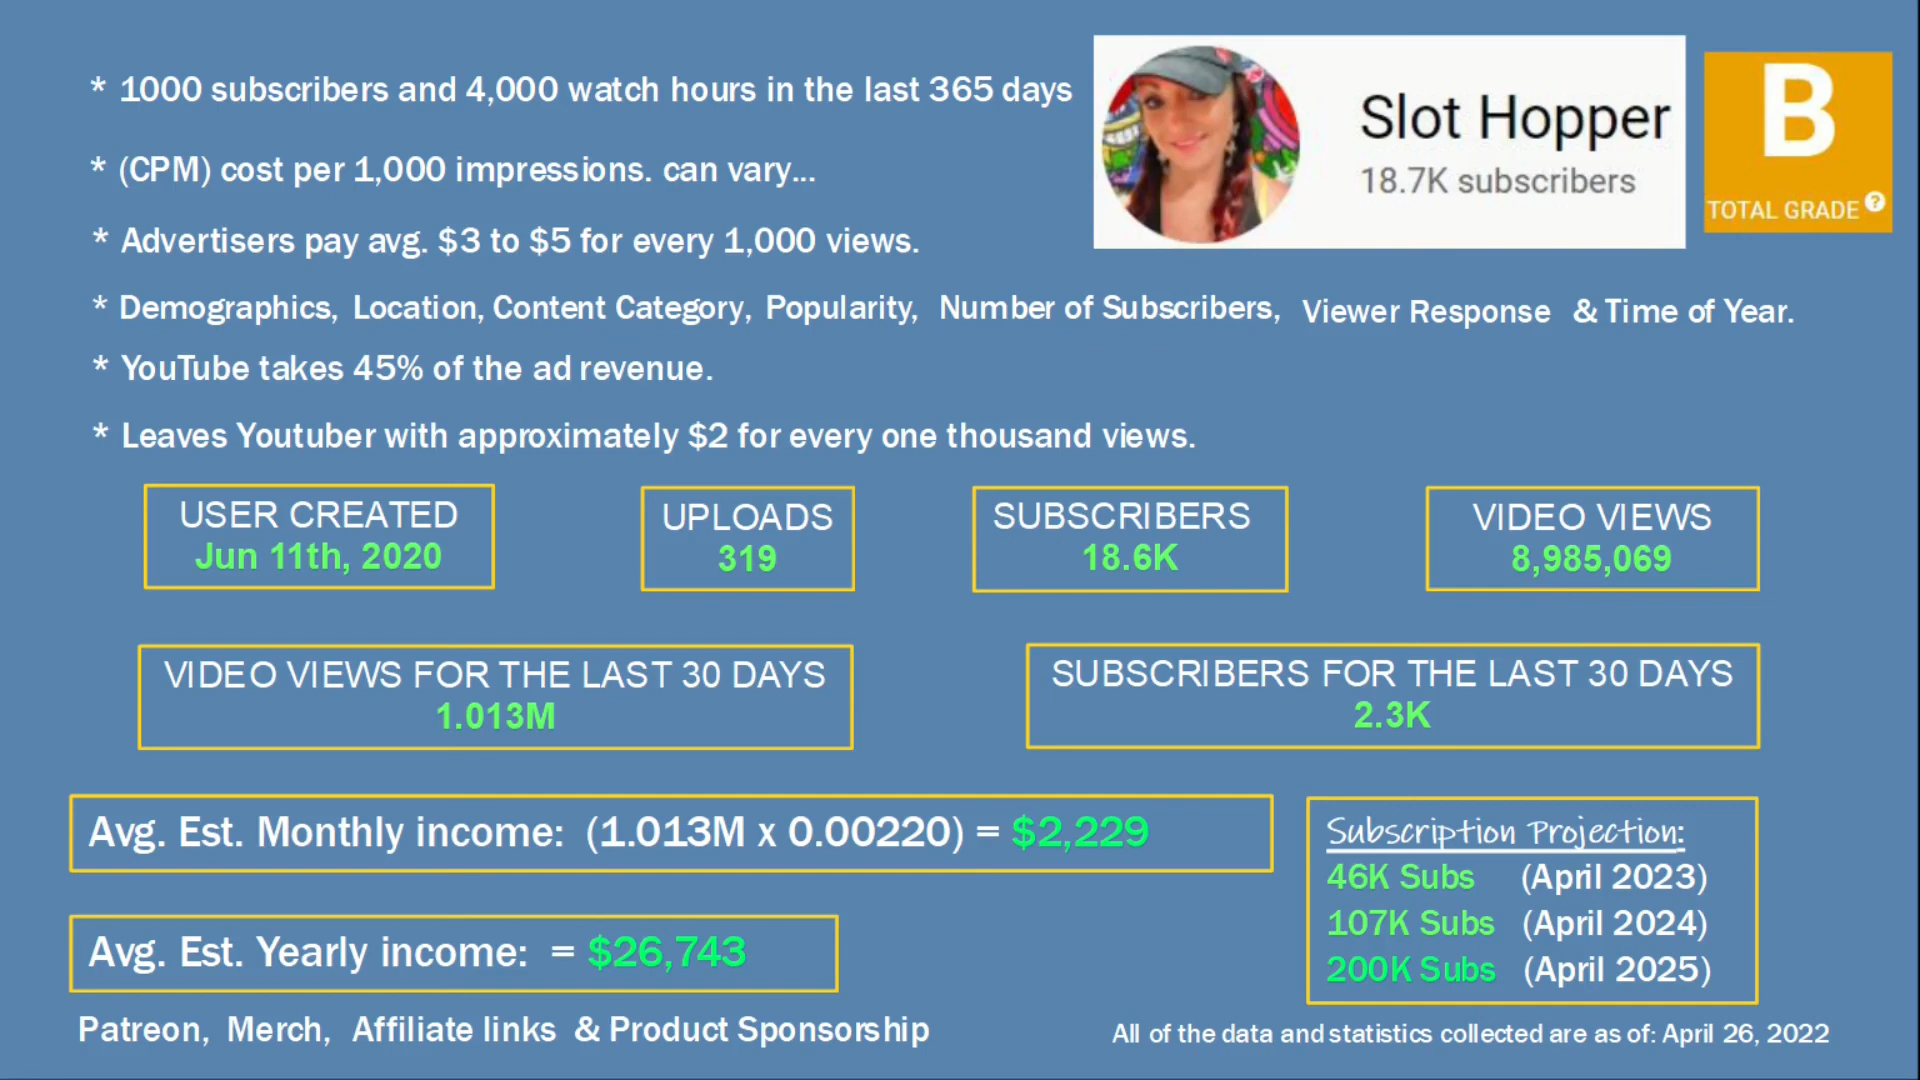 * 1000 subscribers and 4,000 watch hours in the last 365 days
Slot Hopper
18.7K subscribers
B
TOTAL GRADE ?
* (CPM) cost per 1,000 impressions. can vary...
* Advertisers pay avg. $3 to $5 for every 1,000 views.
* Demographics, Location, Content Category, Popularity, Number of Subscribers, Viewer Response & Time of Year.
* YouTube takes 45% of the ad revenue.
* Leaves Youtuber with approximately $2 for every one thousand views.
USER CREATED
Jun 11th, 2020
UPLOADS
319
SUBSCRIBERS
18.6K
VIDEO VIEWS
8,985,069
VIDEO VIEWS FOR THE LAST 30 DAYS
1.013M
SUBSCRIBERS FOR THE LAST 30 DAYS
2.3K
Avg. Est. Monthly income: (1.013M x 0.00220) = $2,229
Avg. Est. Yearly income: = $26,743
Subscription Projection:
46K Subs (April 2023)
107K Subs (April 2024)
200K Subs (April 2025)
Patreon, Merch, Affiliate links & Product Sponsorship
All of the data and statistics collected are as of: April 26, 2022